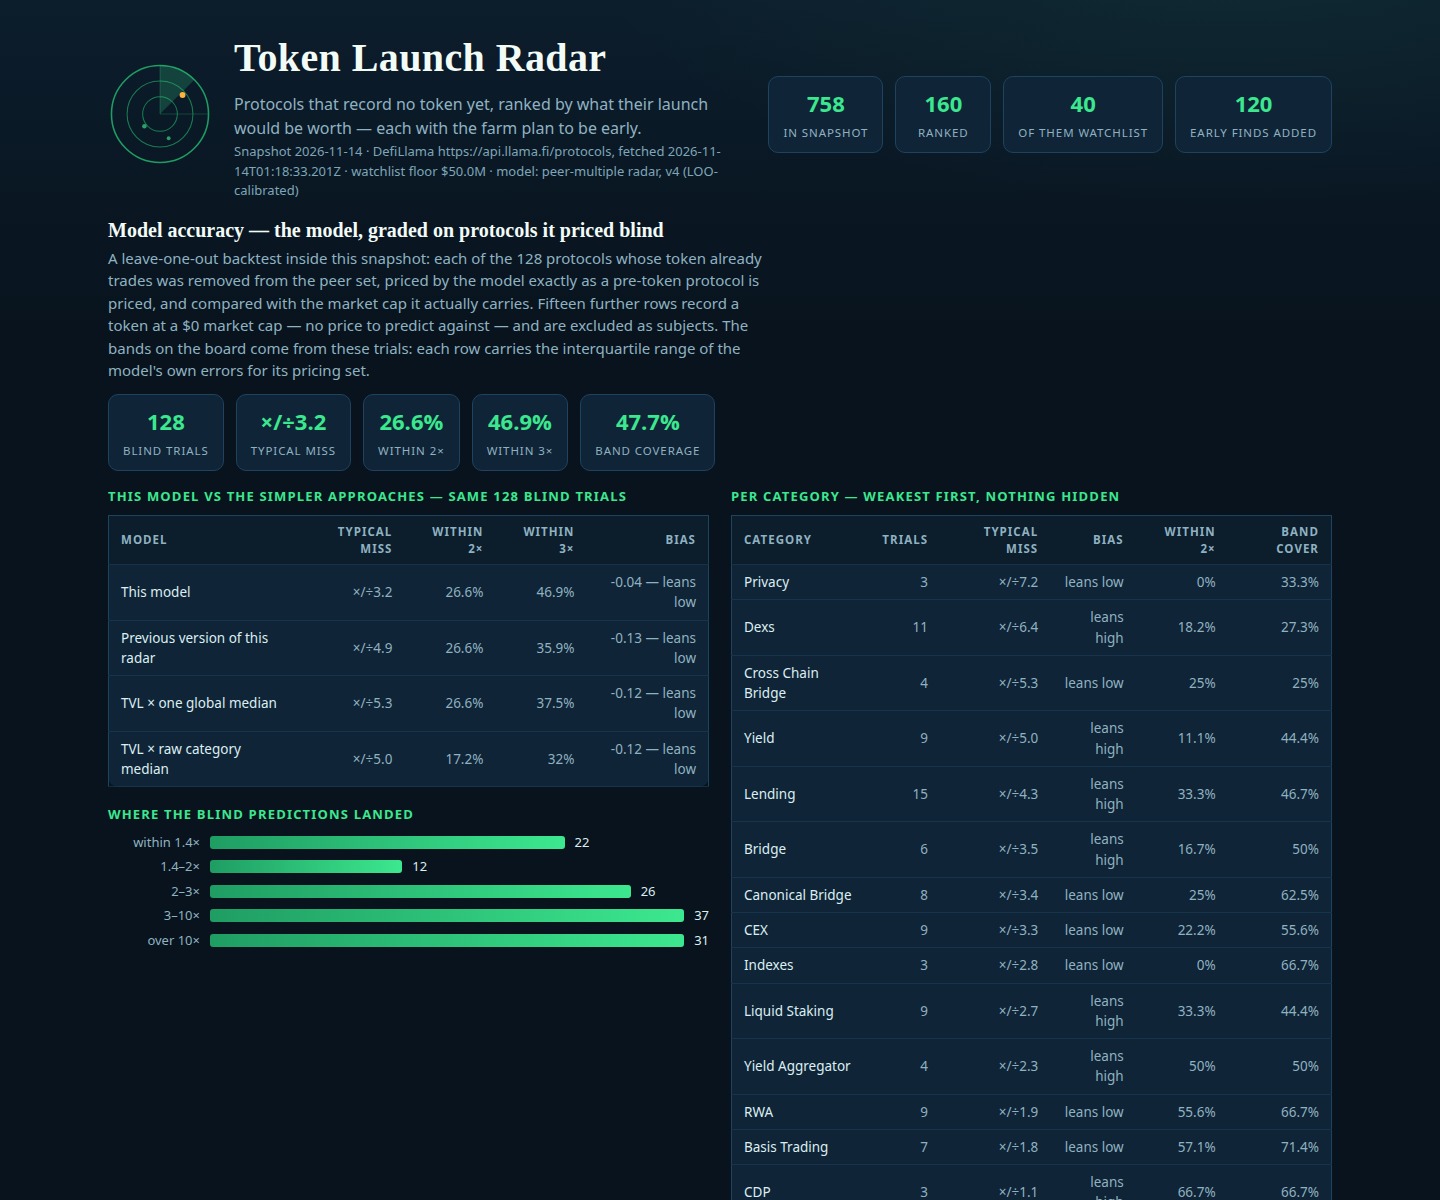 Token Launch Radar
Protocols that record no token yet, ranked by what their launch
would be worth — each with the farm plan to be early.
Snapshot 2026-11-14 · DefiLlama https://api.llama.fi/protocols, fetched 2026-11-
14T01:18:33.201Z · watchlist floor $50.0M · model: peer-multiple radar, v4 (LOO-
calibrated)
758
IN SNAPSHOT
160
RANKED
40
OF THEM WATCHLIST
120
EARLY FINDS ADDED
Model accuracy — the model, graded on protocols it priced blind
A leave-one-out backtest inside this snapshot: each of the 128 protocols whose token already
trades was removed from the peer set, priced by the model exactly as a pre-token protocol is
priced, and compared with the market cap it actually carries. Fifteen further rows record a
token at a $0 market cap — no price to predict against — and are excluded as subjects. The
bands on the board come from these trials: each row carries the interquartile range of the
model's own errors for its pricing set.
128
BLIND TRIALS
×/÷3.2
TYPICAL MISS
26.6%
WITHIN 2×
46.9%
WITHIN 3×
47.7%
BAND COVERAGE
THIS MODEL VS THE SIMPLER APPROACHES — SAME 128 BLIND TRIALS
MODEL TYPICAL MISS WITHIN 2× WITHIN 3× BIAS
This model ×/÷3.2 26.6% 46.9% -0.04 — leans low
Previous version of this radar ×/÷4.9 26.6% 35.9% -0.13 — leans low
TVL × one global median ×/÷5.3 26.6% 37.5% -0.12 — leans low
TVL × raw category median ×/÷5.0 17.2% 32% -0.12 — leans low
WHERE THE BLIND PREDICTIONS LANDED
within 1.4× 22
1.4–2× 12
2–3× 26
3–10× 37
over 10× 31
PER CATEGORY — WEAKEST FIRST, NOTHING HIDDEN
CATEGORY TRIALS TYPICAL MISS BIAS WITHIN 2× BAND COVER
Privacy 3 ×/÷7.2 leans low 0% 33.3%
Dexs 11 ×/÷6.4 leans high 18.2% 27.3%
Cross Chain Bridge 4 ×/÷5.3 leans low 25% 25%
Yield 9 ×/÷5.0 leans high 11.1% 44.4%
Lending 15 ×/÷4.3 leans high 33.3% 46.7%
Bridge 6 ×/÷3.5 leans high 16.7% 50%
Canonical Bridge 8 ×/÷3.4 leans low 25% 62.5%
CEX 9 ×/÷3.3 leans low 22.2% 55.6%
Indexes 3 ×/÷2.8 leans low 0% 66.7%
Liquid Staking 9 ×/÷2.7 leans high 33.3% 44.4%
Yield Aggregator 4 ×/÷2.3 leans high 50% 50%
RWA 9 ×/÷1.9 leans low 55.6% 66.7%
Basis Trading 7 ×/÷1.8 leans low 57.1% 71.4%
CDP 3 ×/÷1.1 leans 66.7% 66.7%